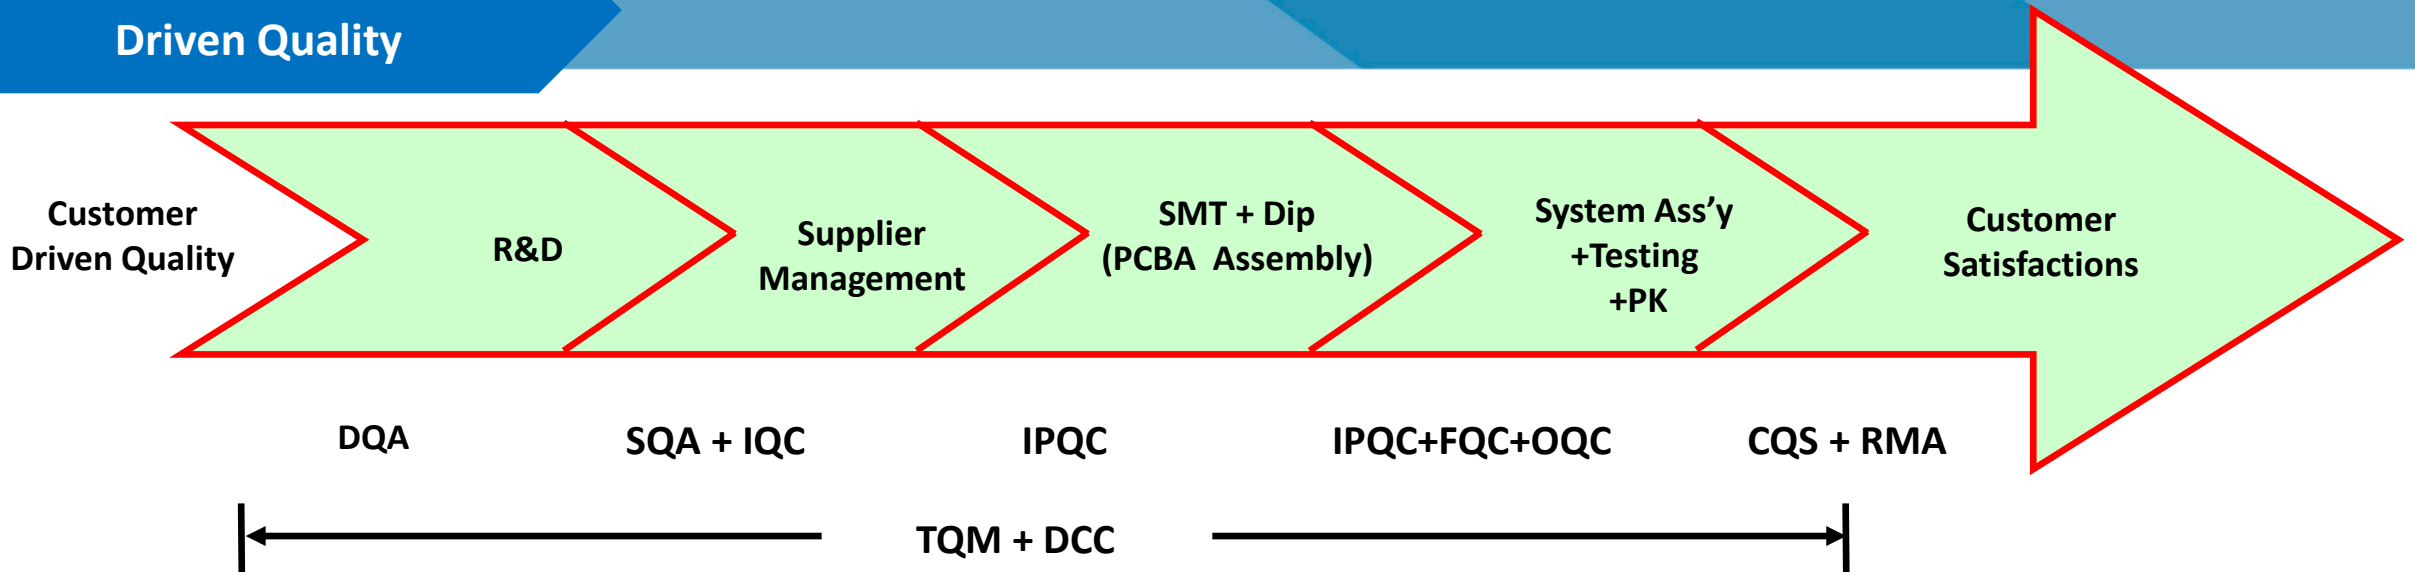 Driven Quality
Customer
Driven Quality
R&D
Supplier
Management
SMT + Dip
(PCBA Assembly)
System Ass’y
+Testing
+PK
Customer
Satisfactions
DQA
SQA + IQC
IPQC
IPQC+FQC+OQC
CQS + RMA
TQM + DCC